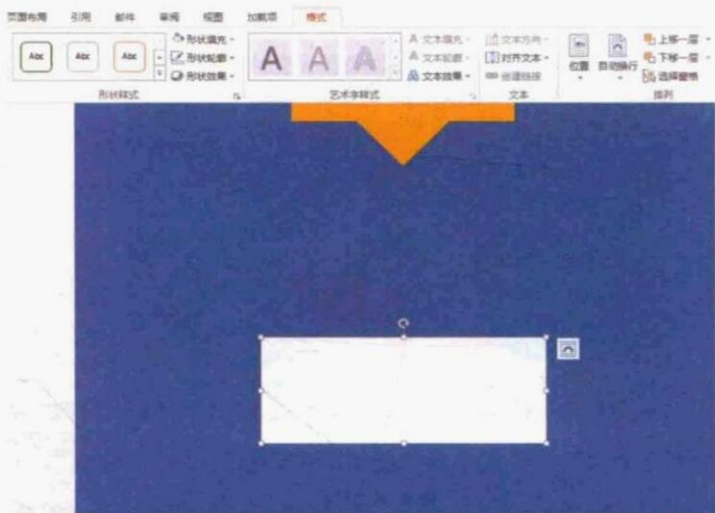 页面布局 引用 邮件 审阅 视图 加载项 格式
Abc Abc Abc
形状填充
形状轮廓
形状效果
形状样式
A A A
A 文本填充
A 文本轮廓
A 文本效果
艺术字样式
文本方向
对齐文本
创建链接
文本
位置 自动换行
上移一层
下移一层
选择窗格
排列